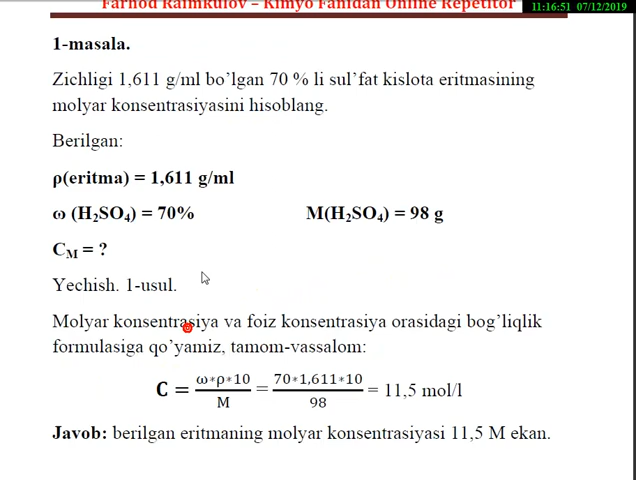 Farhod Raimkulov – Kimyo Fanidan Online Repetitor
11:16:51 07/12/2019
1-masala.
Zichligi 1,611 g/ml bo’lgan 70 % li sul’fat kislota eritmasining
molyar konsentrasiyasini hisoblang.
Berilgan:
ρ(eritma) = 1,611 g/ml
ω (H₂SO₄) = 70% M(H₂SO₄) = 98 g
C_M = ?
Yechish. 1-usul.
Molyar konsentrasiya va foiz konsentrasiya orasidagi bog’liqlik
formulasiga qo’yamiz, tamom-vassalom:
C = ω*ρ*10 / M = 70*1,611*10 / 98 = 11,5 mol/l
Javob: berilgan eritmaning molyar konsentrasiyasi 11,5 M ekan.